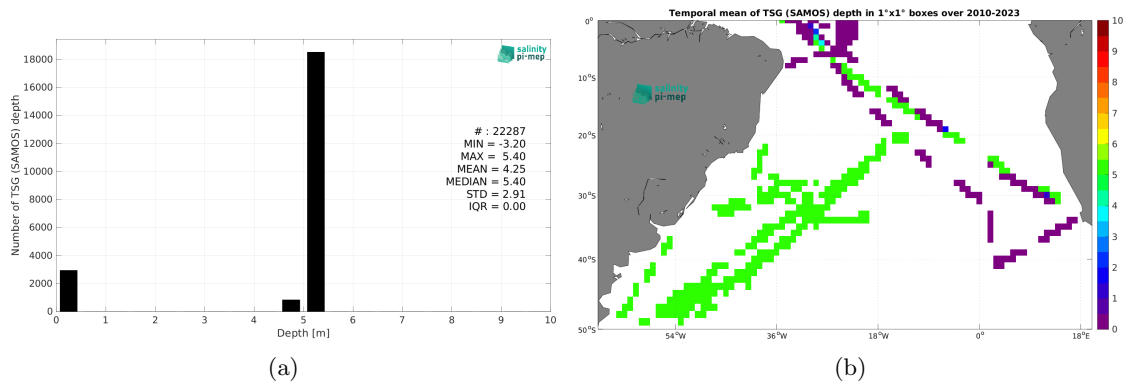 Number of TSG (SAMOS) depth
18000
16000
14000
12000
10000
8000
6000
4000
2000
0
salinity
pi-mep
# : 22287
MIN = -3.20
MAX = 5.40
MEAN = 4.25
MEDIAN = 5.40
STD = 2.91
IQR = 0.00
0 1 2 3 4 5 6 7 8 9 10
Depth [m]
(a)
Temporal mean of TSG (SAMOS) depth in 1°x1° boxes over 2010-2023
0°
10°S
20°S
30°S
40°S
50°S
salinity
pi-mep
54°W 36°W 18°W 0° 18°E
10
9
8
7
6
5
4
3
2
1
0
(b)